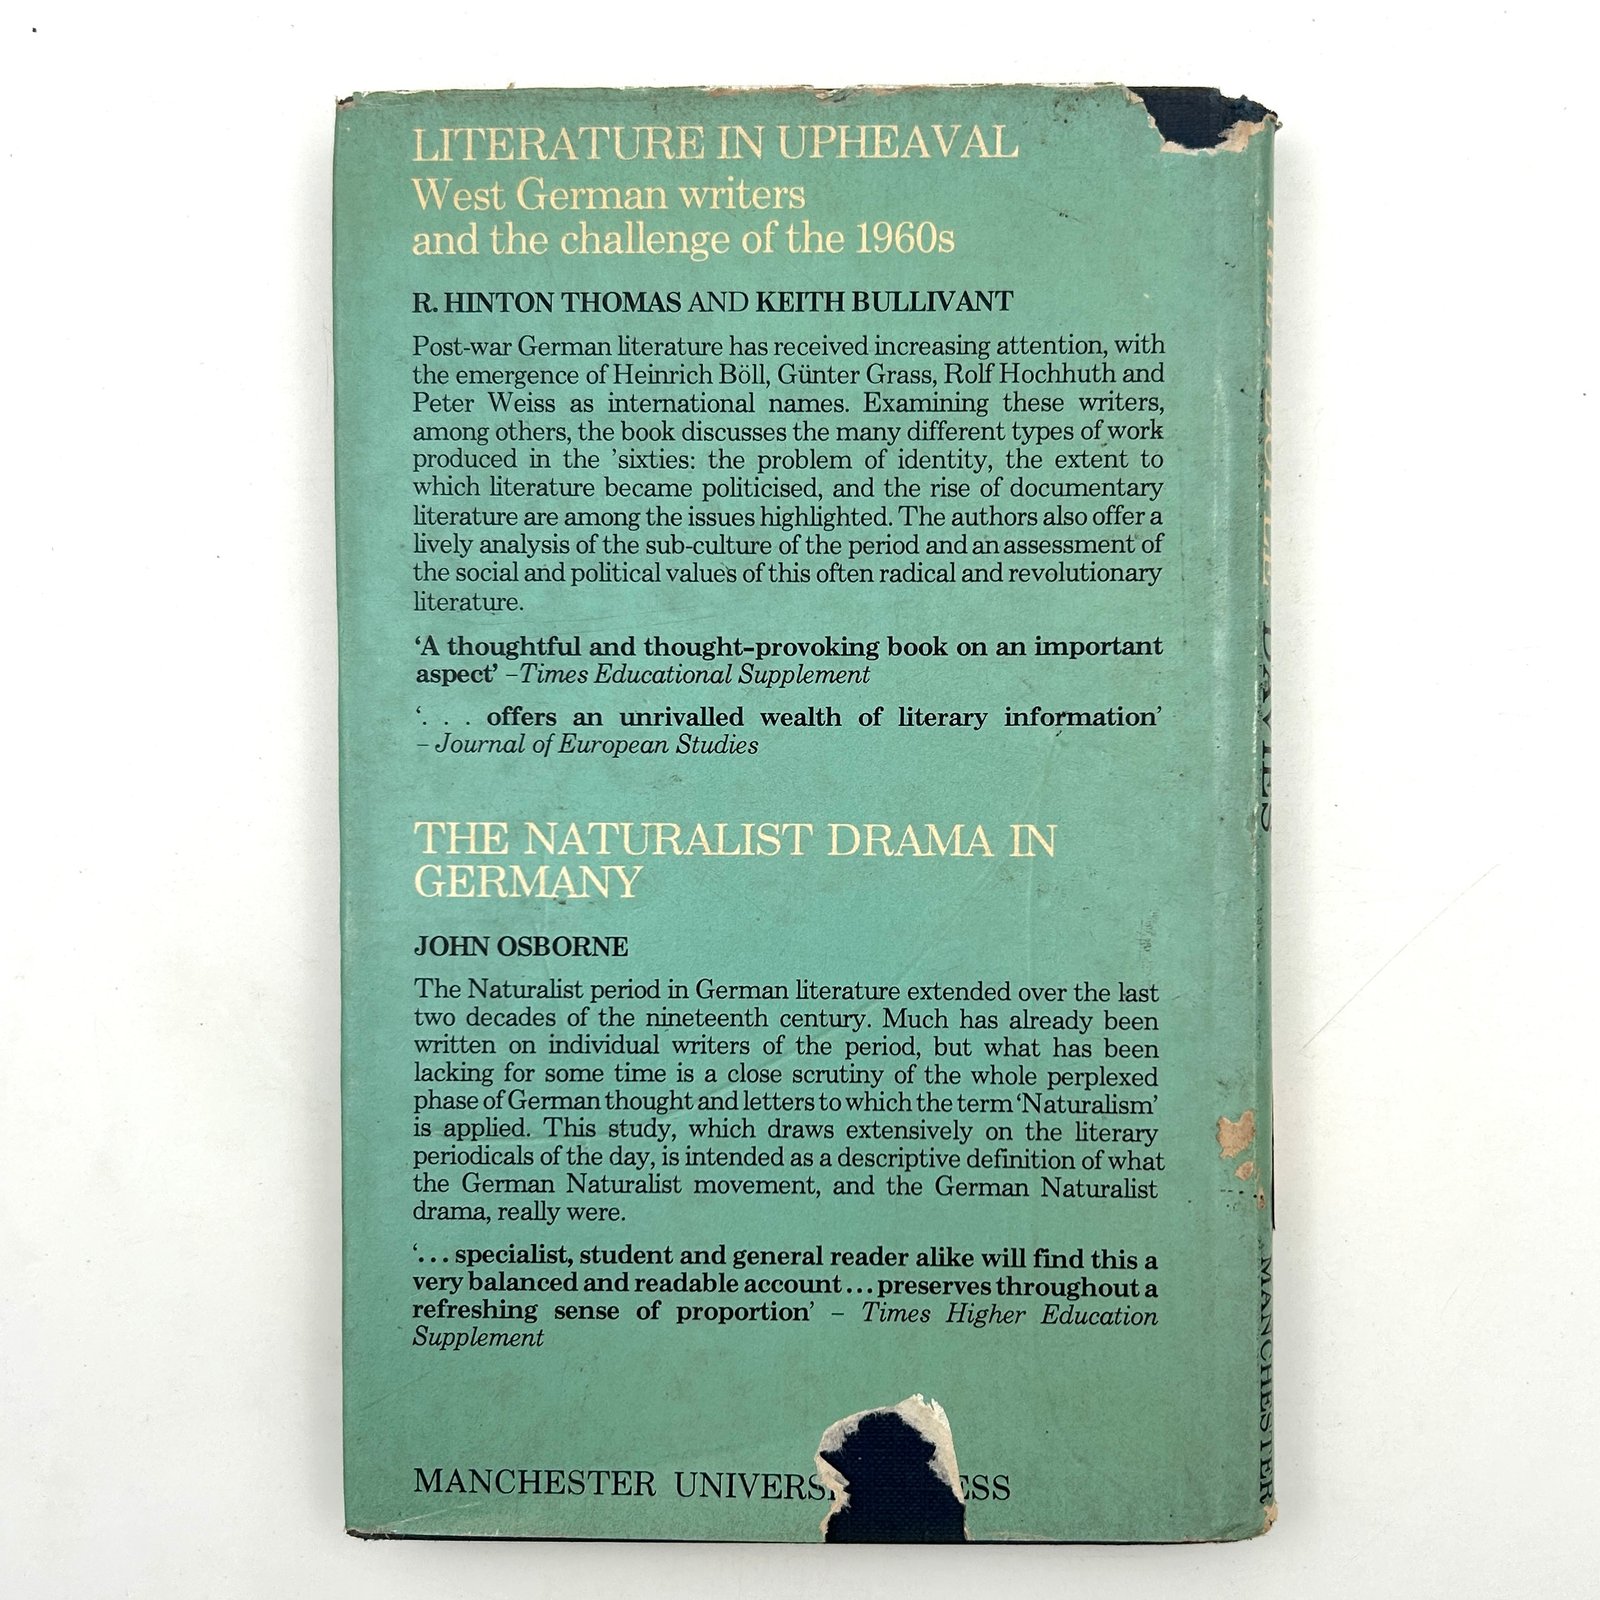 LITERATURE IN UPHEAVAL
West German writers
and the challenge of the 1960s
R. HINTON THOMAS AND KEITH BULLIVANT
Post-war German literature has received increasing attention, with
the emergence of Heinrich Böll, Günter Grass, Rolf Hochhuth and
Peter Weiss as international names. Examining these writers,
among others, the book discusses the many different types of work
produced in the 'sixties: the problem of identity, the extent to
which literature became politicised, and the rise of documentary
literature are among the issues highlighted. The authors also offer a
lively analysis of the sub-culture of the period and an assessment of
the social and political values of this often radical and revolutionary
literature.
‘A thoughtful and thought-provoking book on an important
aspect’ – Times Educational Supplement
‘. . . offers an unrivalled wealth of literary information’
– Journal of European Studies
THE NATURALIST DRAMA IN
GERMANY
JOHN OSBORNE
The Naturalist period in German literature extended over the last
two decades of the nineteenth century. Much has already been
written on individual writers of the period, but what has been
lacking for some time is a close scrutiny of the whole perplexed
phase of German thought and letters to which the term ‘Naturalism’
is applied. This study, which draws extensively on the literary
periodicals of the day, is intended as a descriptive definition of what
the German Naturalist movement, and the German Naturalist
drama, really were.
‘. . . specialist, student and general reader alike will find this a
very balanced and readable account . . . preserves throughout a
refreshing sense of proportion’ – Times Higher Education
Supplement
MANCHESTER UNIVERS ESS
DAVIES
MANCHESTER